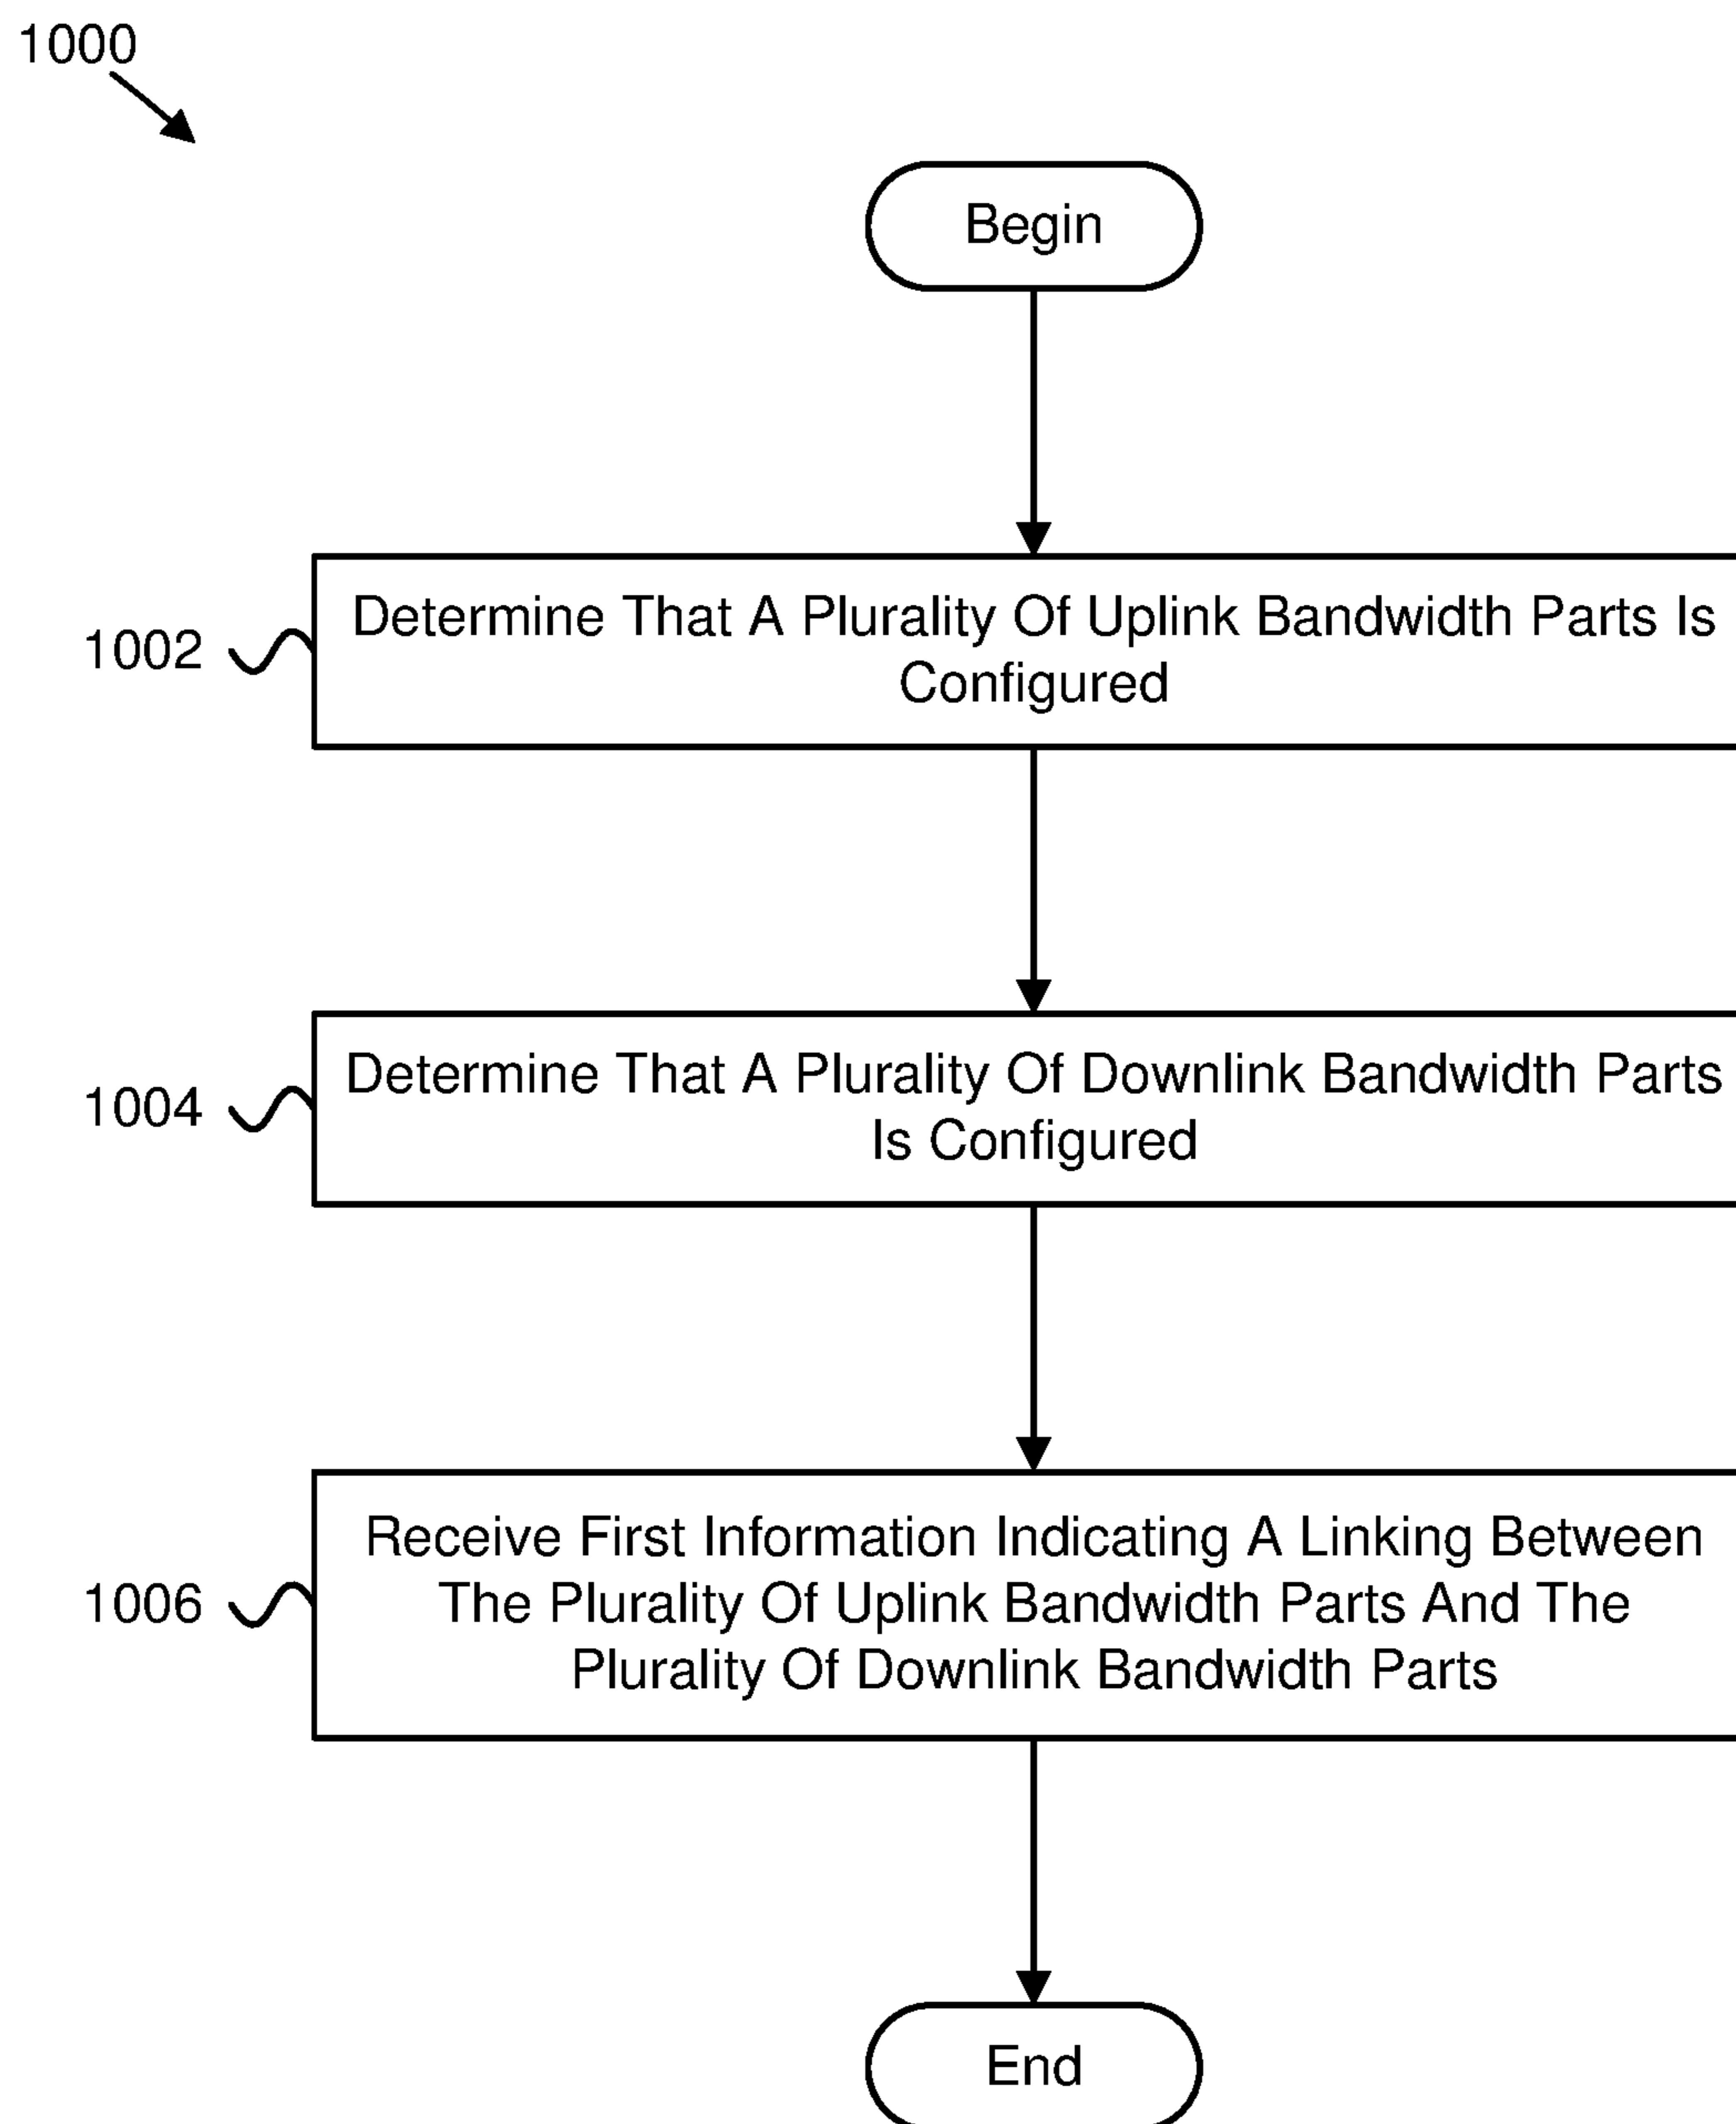 1000
Begin
Determine That A Plurality Of Uplink Bandwidth Parts Is
Configured
1002
Determine That A Plurality Of Downlink Bandwidth Parts
Is Configured
1004
Receive First Information Indicating A Linking Between
The Plurality Of Uplink Bandwidth Parts And The
Plurality Of Downlink Bandwidth Parts
1006
End